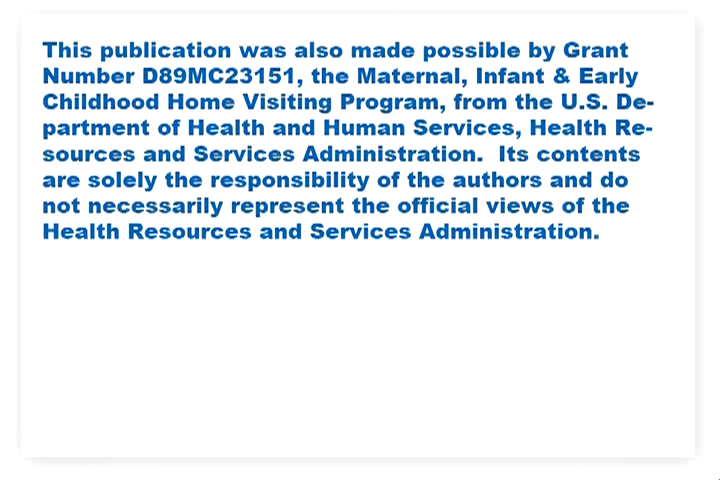 This publication was also made possible by Grant
Number D89MC23151, the Maternal, Infant & Early
Childhood Home Visiting Program, from the U.S. De-
partment of Health and Human Services, Health Re-
sources and Services Administration.  Its contents
are solely the responsibility of the authors and do
not necessarily represent the official views of the
Health Resources and Services Administration.